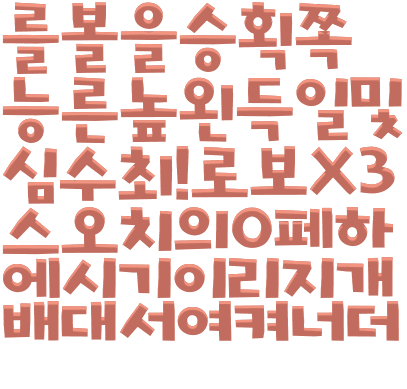 를볼을승획쪽
능른높왼득일및
심수최!로보X3
스오치의0페하
에시기이리지개
배대서여커너더